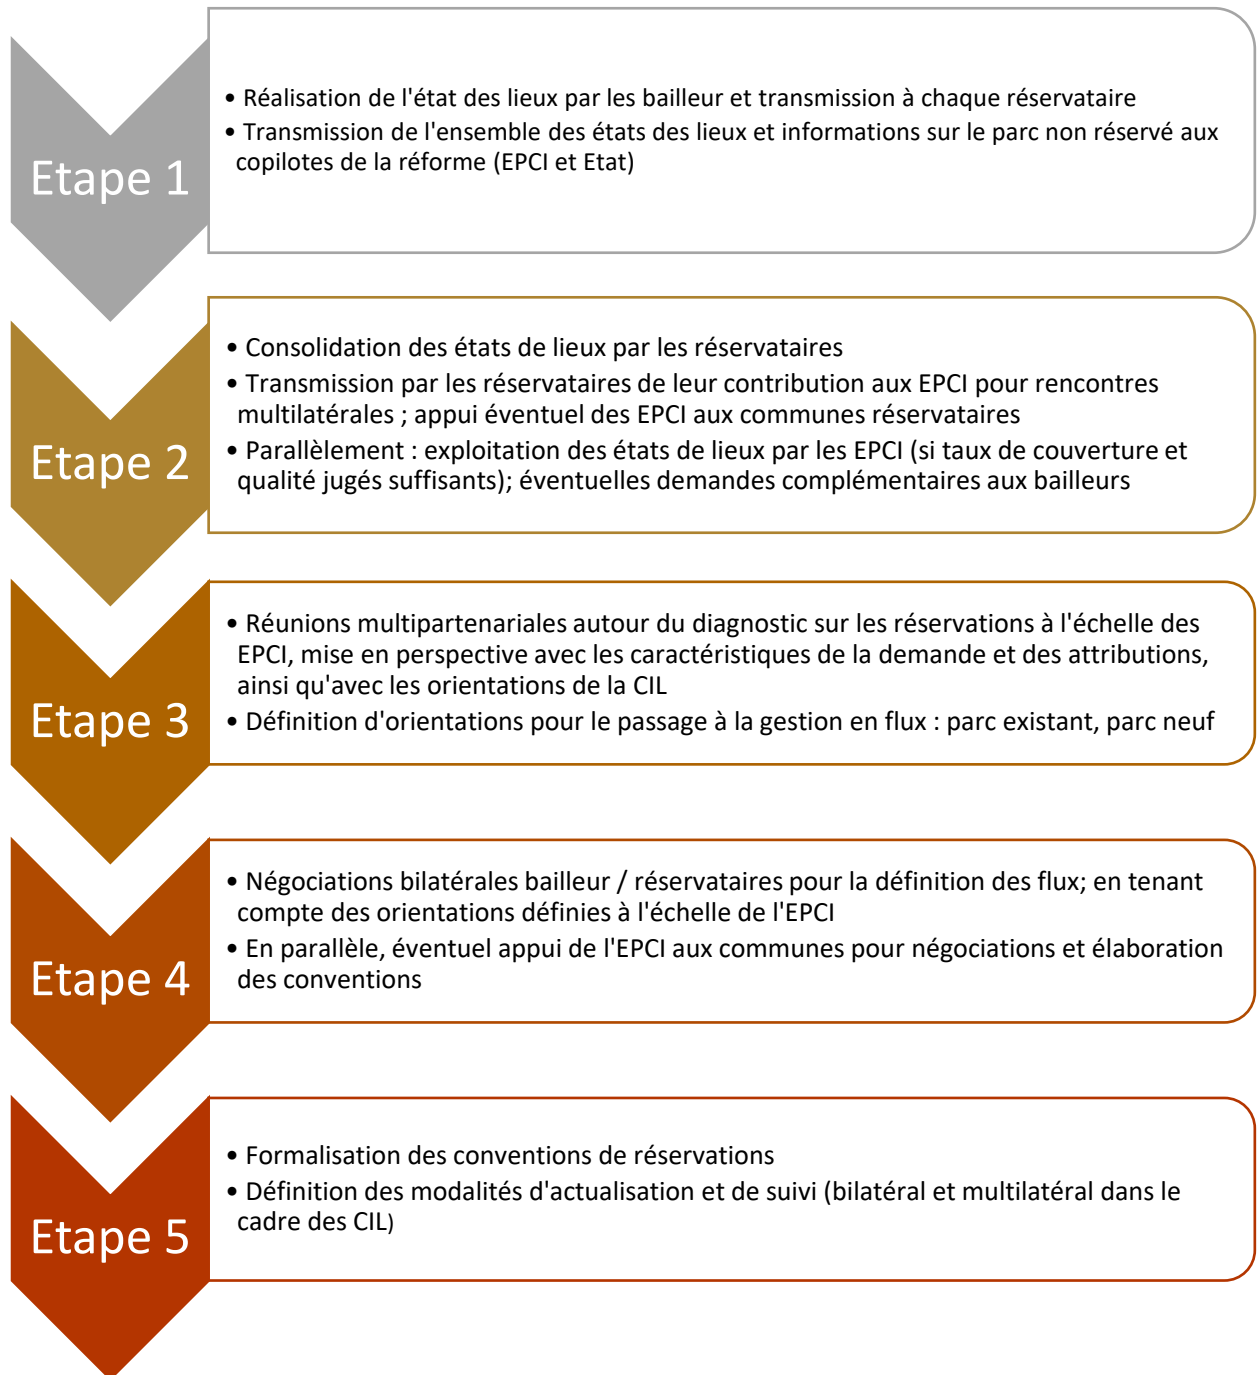 Etape 1
• Réalisation de l'état des lieux par les bailleur et transmission à chaque réservataire
• Transmission de l'ensemble des états des lieux et informations sur le parc non réservé aux
copilotes de la réforme (EPCI et Etat)
Etape 2
• Consolidation des états de lieux par les réservataires
• Transmission par les réservataires de leur contribution aux EPCI pour rencontres
multilatérales ; appui éventuel des EPCI aux communes réservataires
• Parallèlement : exploitation des états de lieux par les EPCI (si taux de couverture et
qualité jugés suffisants); éventuelles demandes complémentaires aux bailleurs
Etape 3
• Réunions multipartenariales autour du diagnostic sur les réservations à l'échelle des
EPCI, mise en perspective avec les caractéristiques de la demande et des attributions,
ainsi qu'avec les orientations de la CIL
• Définition d'orientations pour le passage à la gestion en flux : parc existant, parc neuf
Etape 4
• Négociations bilatérales bailleur / réservataires pour la définition des flux; en tenant
compte des orientations définies à l'échelle de l'EPCI
• En parallèle, éventuel appui de l'EPCI aux communes pour négociations et élaboration
des conventions
Etape 5
• Formalisation des conventions de réservations
• Définition des modalités d'actualisation et de suivi (bilatéral et multilatéral dans le
cadre des CIL)